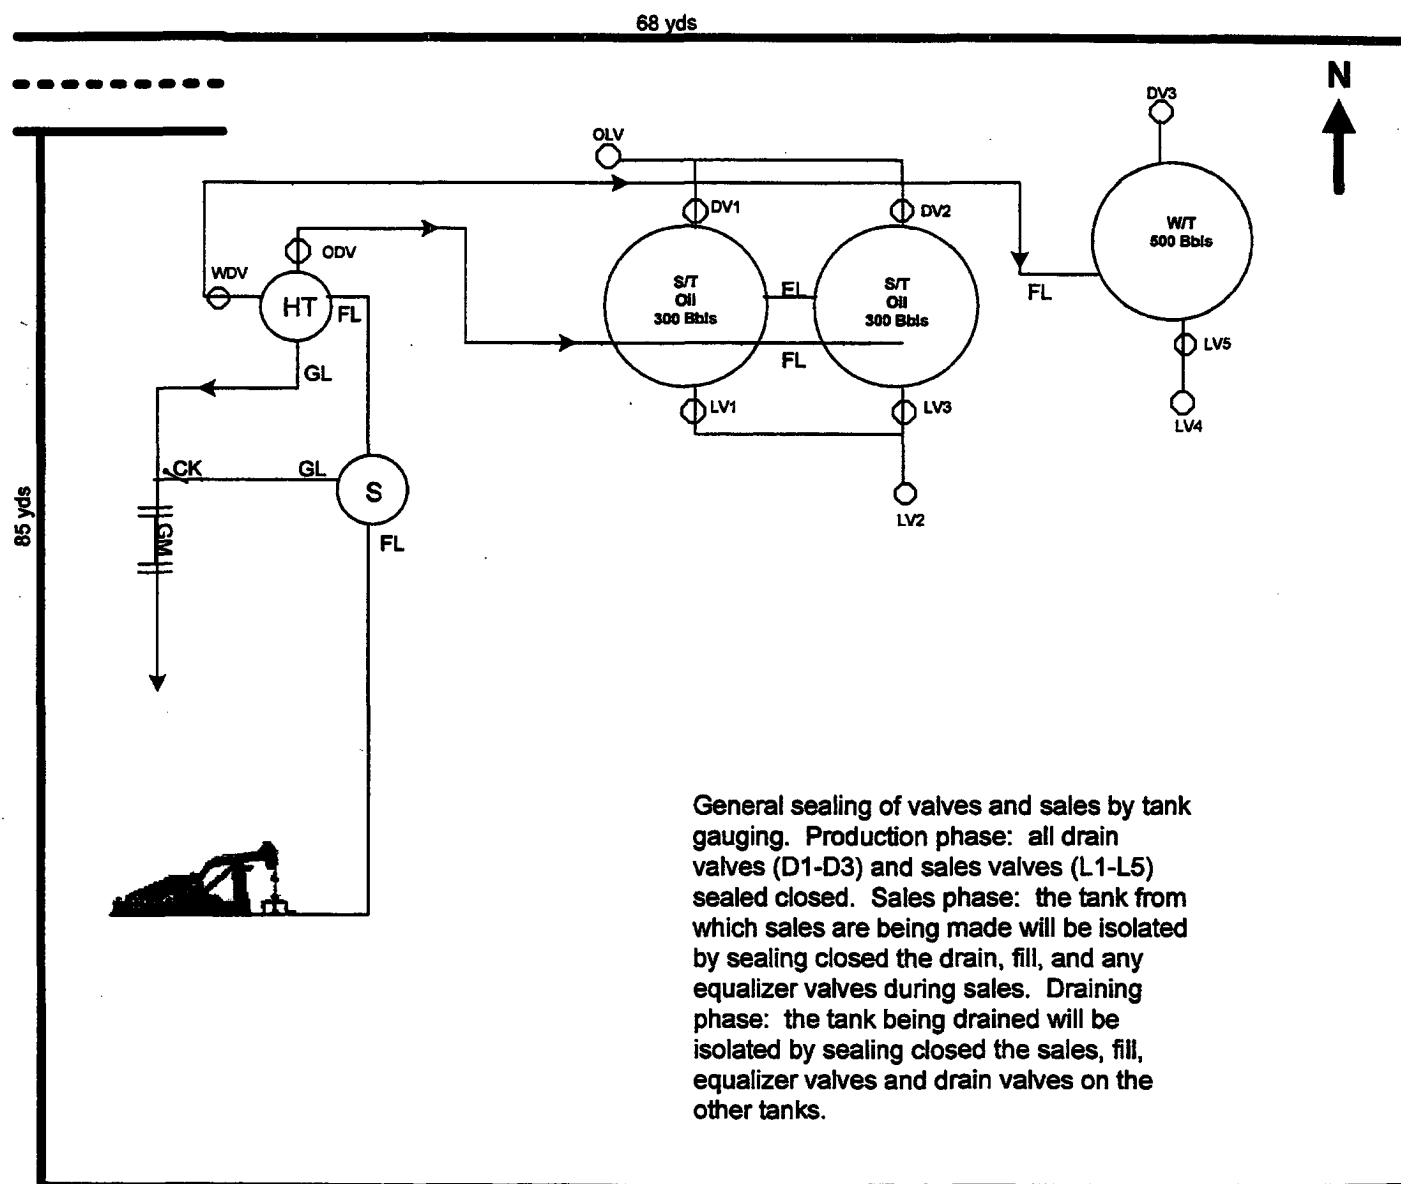 68 yds
N
DV3
OLV
DV1
DV2
W/T
500 Bbls
ODV
WDV
HT
FL
S/T
Oil
300 Bbls
EL
S/T
Oil
300 Bbls
FL
FL
LV5
GL
LV1
LV3
LV4
CK
GL
S
LV2
85 yds
GM
FL
General sealing of valves and sales by tank
gauging. Production phase: all drain
valves (D1-D3) and sales valves (L1-L5)
sealed closed. Sales phase: the tank from
which sales are being made will be isolated
by sealing closed the drain, fill, and any
equalizer valves during sales. Draining
phase: the tank being drained will be
isolated by sealing closed the sales, fill,
equalizer valves and drain valves on the
other tanks.